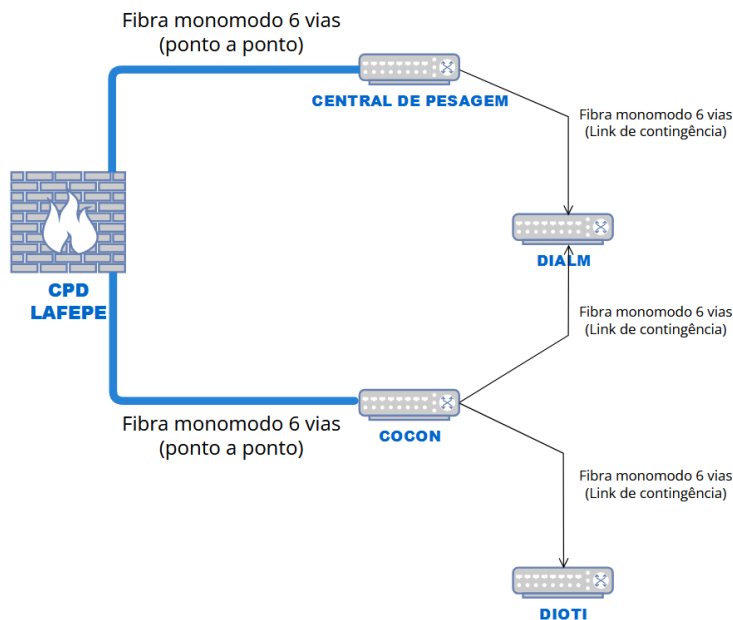 Fibra monomodo 6 vias
(ponto a ponto)
CENTRAL DE PESAGEM
Fibra monomodo 6 vias
(Link de contingência)
DIALM
CPD
LAFEPE
Fibra monomodo 6 vias
(Link de contingência)
Fibra monomodo 6 vias
(ponto a ponto)
COCON
Fibra monomodo 6 vias
(Link de contingência)
DIOTI